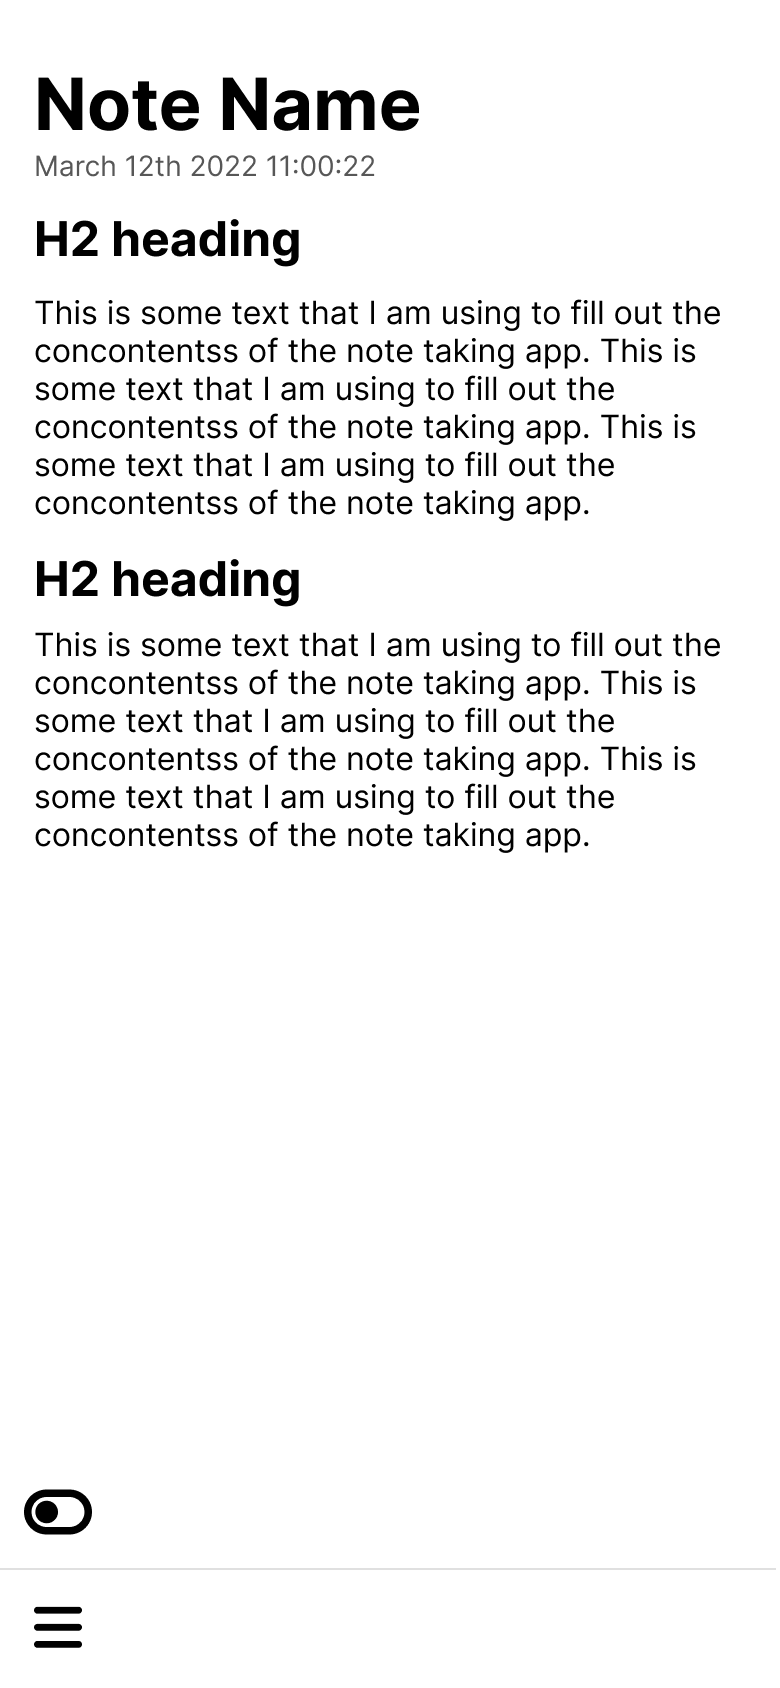 Note Name
March 12th 2022 11:00:22
H2 heading
This is some text that I am using to fill out the
concontentss of the note taking app. This is
some text that I am using to fill out the
concontentss of the note taking app. This is
some text that I am using to fill out the
concontentss of the note taking app.
H2 heading
This is some text that I am using to fill out the
concontentss of the note taking app. This is
some text that I am using to fill out the
concontentss of the note taking app. This is
some text that I am using to fill out the
concontentss of the note taking app.